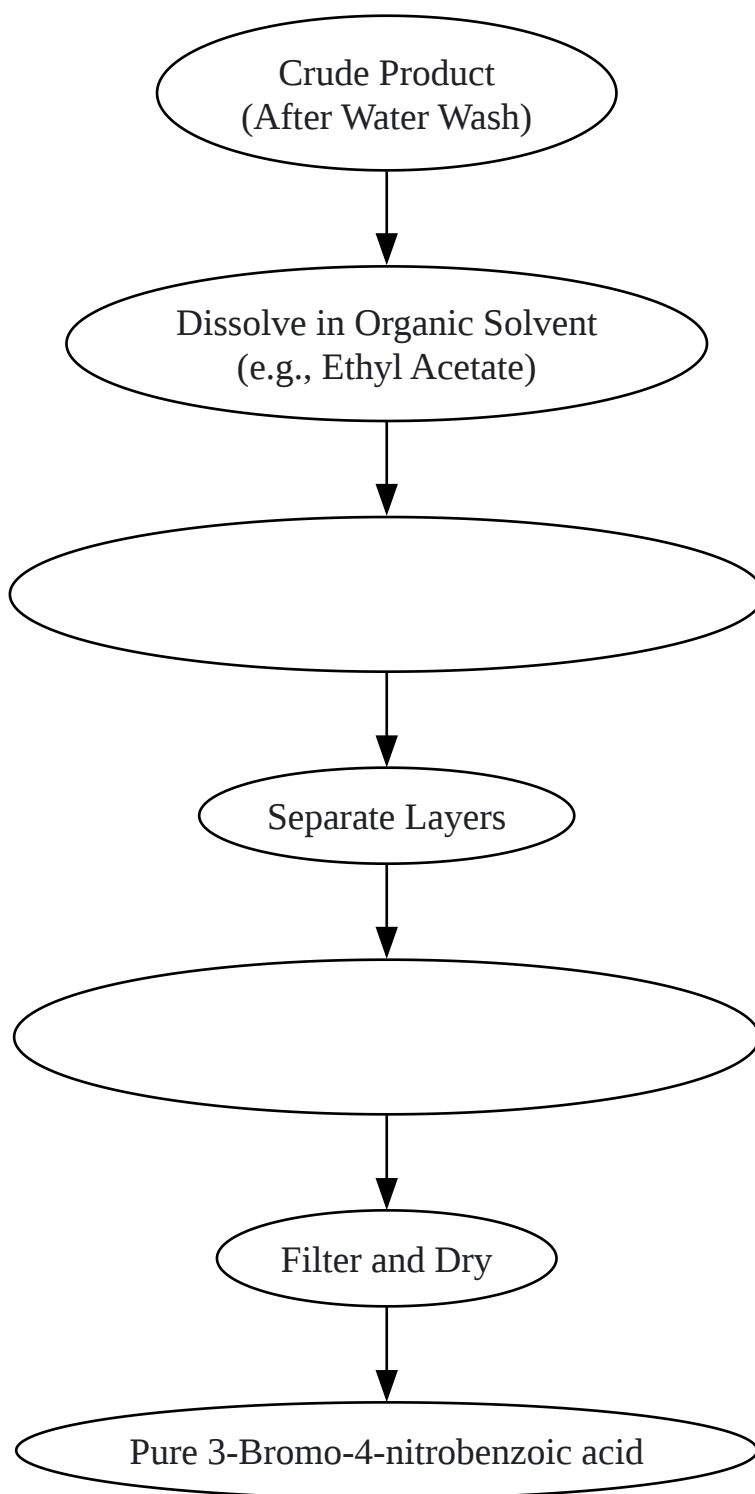 Crude Product
(After Water Wash)
Dissolve in Organic Solvent
(e.g., Ethyl Acetate)
Separate Layers
Filter and Dry
Pure 3-Bromo-4-nitrobenzoic acid